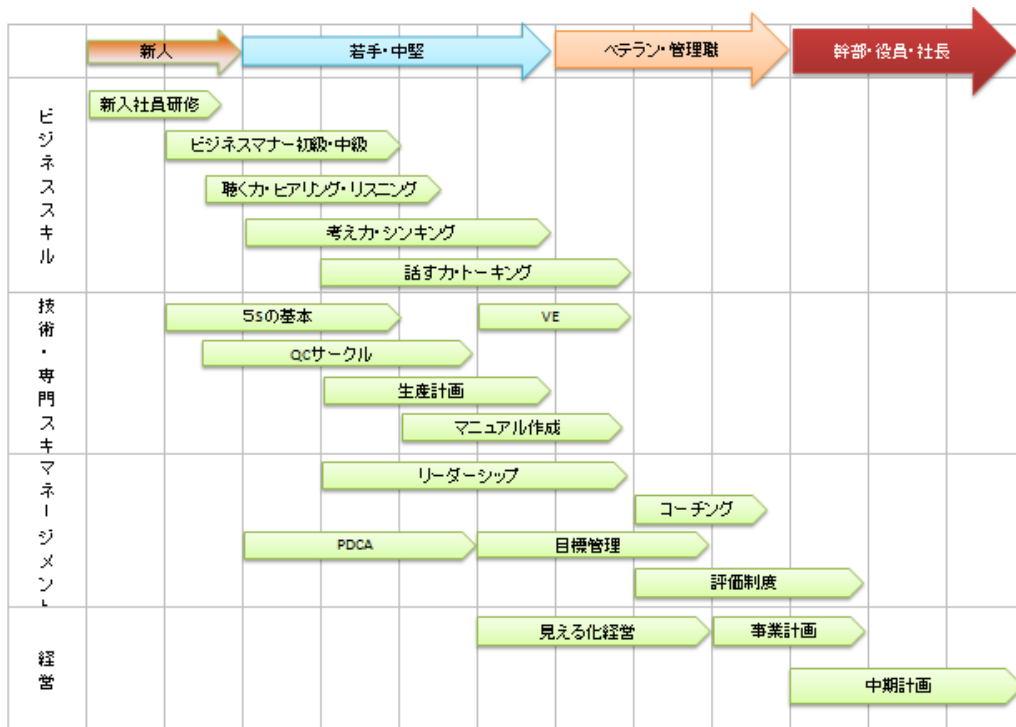 新人
若手・中堅
ベテラン・管理職
幹部・役員・社長
ビジネススキル
新入社員研修
ビジネスマナー初級・中級
聴く力・ヒアリング・リスニング
考え力・シンキング
話す力・トーキング
技術・専門スキ
5Sの基本
VE
QCサークル
生産計画
マニュアル作成
マネージメント
リーダーシップ
コーチング
PDCA
目標管理
評価制度
経営
見える化経営
事業計画
中期計画